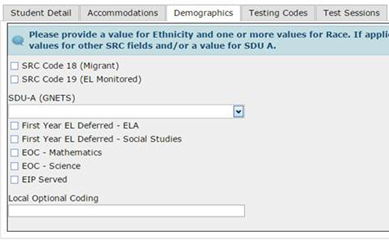 Student Detail Accommodations Demographics Testing Codes Test Sessions
Please provide a value for Ethnicity and one or more values for Race. If appli
values for other SRC fields and/or a value for SDU A.
SRC Code 18 (Migrant)
SRC Code 19 (EL Monitored)
SDU-A (GNETS)
First Year EL Deferred - ELA
First Year EL Deferred - Social Studies
EOC - Mathematics
EOC - Science
EIP Served
Local Optional Coding